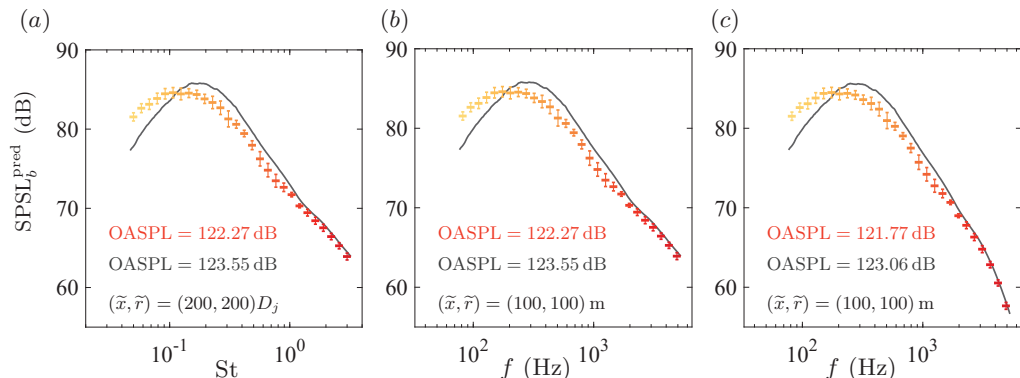 (a)
(b)
(c)
SPSL_b^pred (dB)
90
80
70
60
OASPL = 122.27 dB
OASPL = 123.55 dB
(x̃, r̃) = (200, 200)D_j
10^-1
10^0
St
90
80
70
60
OASPL = 122.27 dB
OASPL = 123.55 dB
(x̃, r̃) = (100, 100) m
10^2
10^3
f (Hz)
90
80
70
60
OASPL = 121.77 dB
OASPL = 123.06 dB
(x̃, r̃) = (100, 100) m
10^2
10^3
f (Hz)